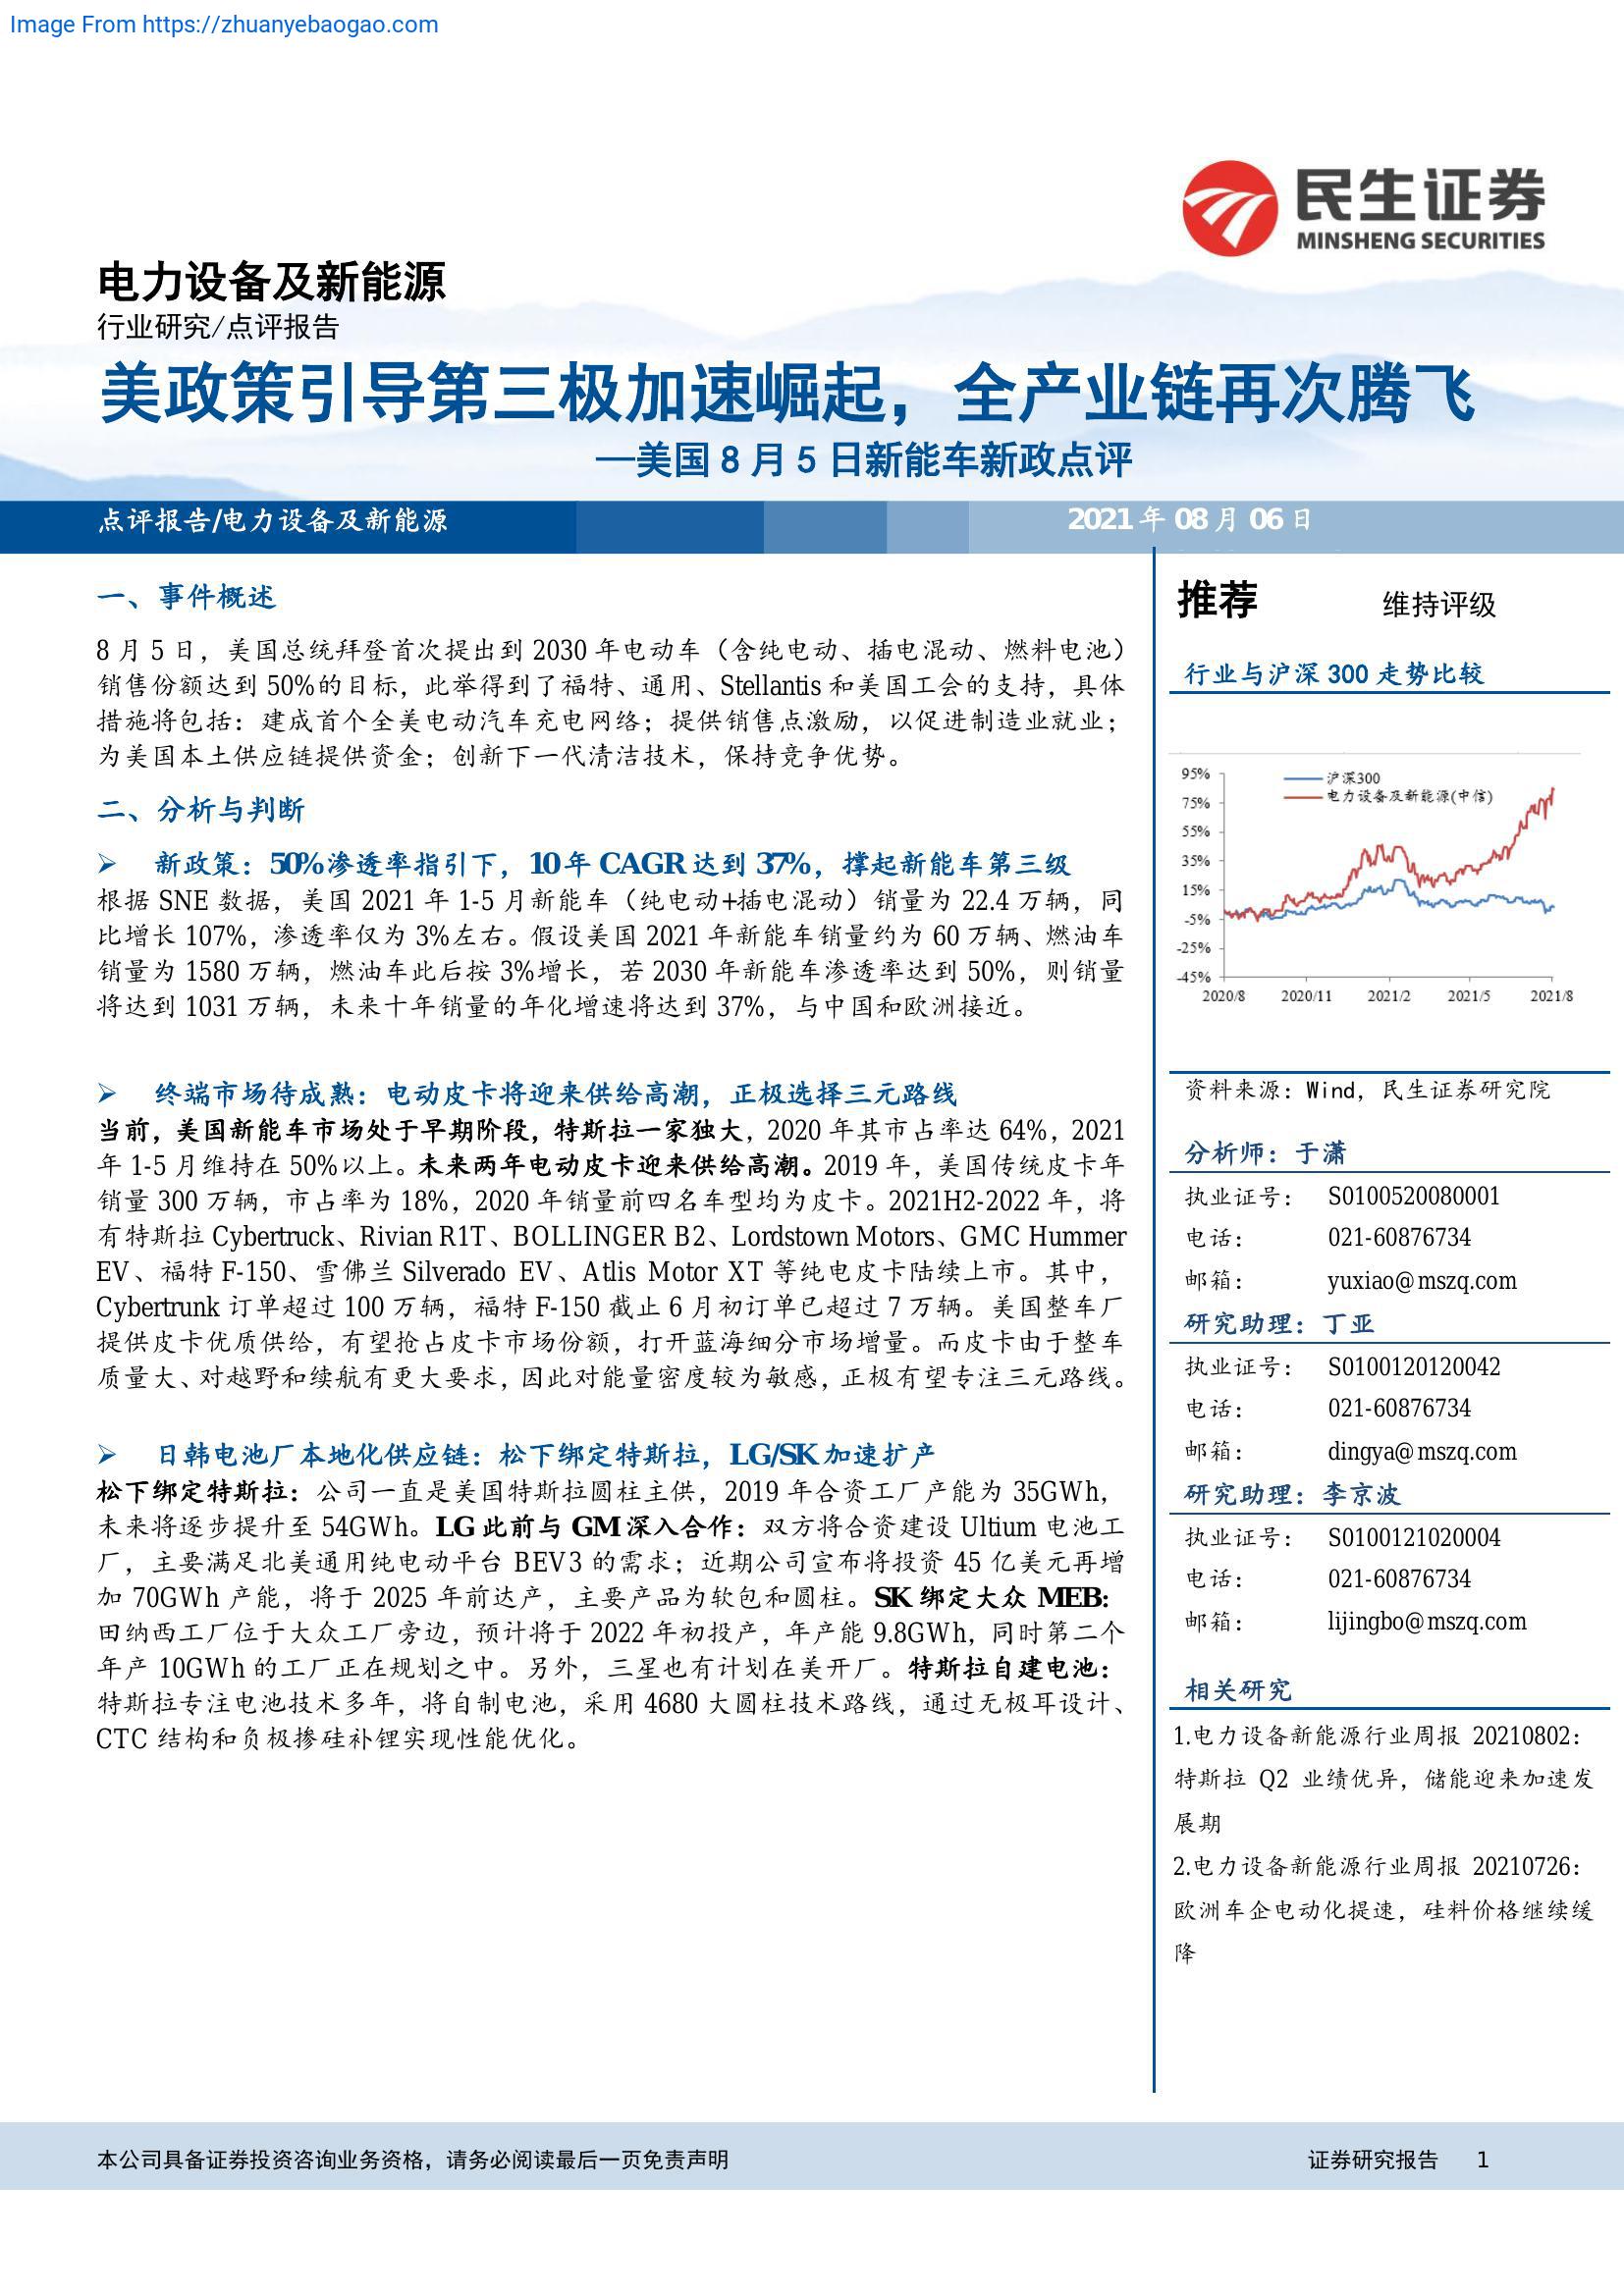 Image From https://zhuanyebaogao.com
民生证券
MINSHENG SECURITIES
电力设备及新能源
行业研究/点评报告
美政策引导第三极加速崛起，全产业链再次腾飞
—美国 8 月 5 日新能车新政点评
点评报告/电力设备及新能源
2021 年 08 月 06 日
一、事件概述
8 月 5 日，美国总统拜登首次提出到 2030 年电动车（含纯电动、插电混动、燃料电池）
销售份额达到 50%的目标，此举得到了福特、通用、Stellantis 和美国工会的支持，具体
措施将包括：建成首个全美电动汽车充电网络；提供销售点激励，以促进制造业就业；
为美国本土供应链提供资金；创新下一代清洁技术，保持竞争优势。
二、分析与判断
➢ 新政策：50%渗透率指引下，10 年 CAGR 达到 37%，撑起新能车第三级
根据 SNE 数据，美国 2021 年 1-5 月新能车（纯电动+插电混动）销量为 22.4 万辆，同
比增长 107%，渗透率仅为 3%左右。假设美国 2021 年新能车销量约为 60 万辆、燃油车
销量为 1580 万辆，燃油车此后按 3%增长，若 2030 年新能车渗透率达到 50%，则销量
将达到 1031 万辆，未来十年销量的年化增速将达到 37%，与中国和欧洲接近。
➢ 终端市场待成熟：电动皮卡将迎来供给高潮，正极选择三元路线
当前，美国新能车市场处于早期阶段，特斯拉一家独大，2020 年其市占率达 64%，2021
年 1-5 月维持在 50%以上。未来两年电动皮卡迎来供给高潮。2019 年，美国传统皮卡年
销量 300 万辆，市占率为 18%，2020 年销量前四名车型均为皮卡。2021H2-2022 年，将
有特斯拉 Cybertruck、Rivian R1T、BOLLINGER B2、Lordstown Motors、GMC Hummer
EV、福特 F-150、雪佛兰 Silverado EV、Atlis Motor XT 等纯电皮卡陆续上市。其中，
Cybertrunk 订单超过 100 万辆，福特 F-150 截止 6 月初订单已超过 7 万辆。美国整车厂
提供皮卡优质供给，有望抢占皮卡市场份额，打开蓝海细分市场增量。而皮卡由于整车
质量大、对越野和续航有更大要求，因此对能量密度较为敏感，正极有望专注三元路线。
➢ 日韩电池厂本地化供应链：松下绑定特斯拉，LG/SK 加速扩产
松下绑定特斯拉：公司一直是美国特斯拉圆柱主供，2019 年合资工厂产能为 35GWh，
未来将逐步提升至 54GWh。LG 此前与 GM 深入合作：双方将合资建设 Ultium 电池工
厂，主要满足北美通用纯电动平台 BEV3 的需求；近期公司宣布将投资 45 亿美元再增
加 70GWh 产能，将于 2025 年前达产，主要产品为软包和圆柱。SK 绑定大众 MEB:
田纳西工厂位于大众工厂旁边，预计将于 2022 年初投产，年产能 9.8GWh，同时第二个
年产 10GWh 的工厂正在规划之中。另外，三星也有计划在美开厂。特斯拉自建电池：
特斯拉专注电池技术多年，将自制电池，采用 4680 大圆柱技术路线，通过无极耳设计、
CTC 结构和负极掺硅补锂实现性能优化。
推荐 维持评级
行业与沪深 300 走势比较
沪深300
电力设备及新能源(中信)
95%
75%
55%
35%
15%
-5%
-25%
-45%
2020/8 2020/11 2021/2 2021/5 2021/8
资料来源：Wind，民生证券研究院
分析师：于潇
执业证号： S0100520080001
电话： 021-60876734
邮箱： yuxiao@mszq.com
研究助理：丁亚
执业证号： S0100120120042
电话： 021-60876734
邮箱： dingya@mszq.com
研究助理：李京波
执业证号： S0100121020004
电话： 021-60876734
邮箱： lijingbo@mszq.com
相关研究
1.电力设备新能源行业周报 20210802：
特斯拉 Q2 业绩优异，储能迎来加速发
展期
2.电力设备新能源行业周报 20210726：
欧洲车企电动化提速，硅料价格继续缓
降
本公司具备证券投资咨询业务资格，请务必阅读最后一页免责声明
证券研究报告 1